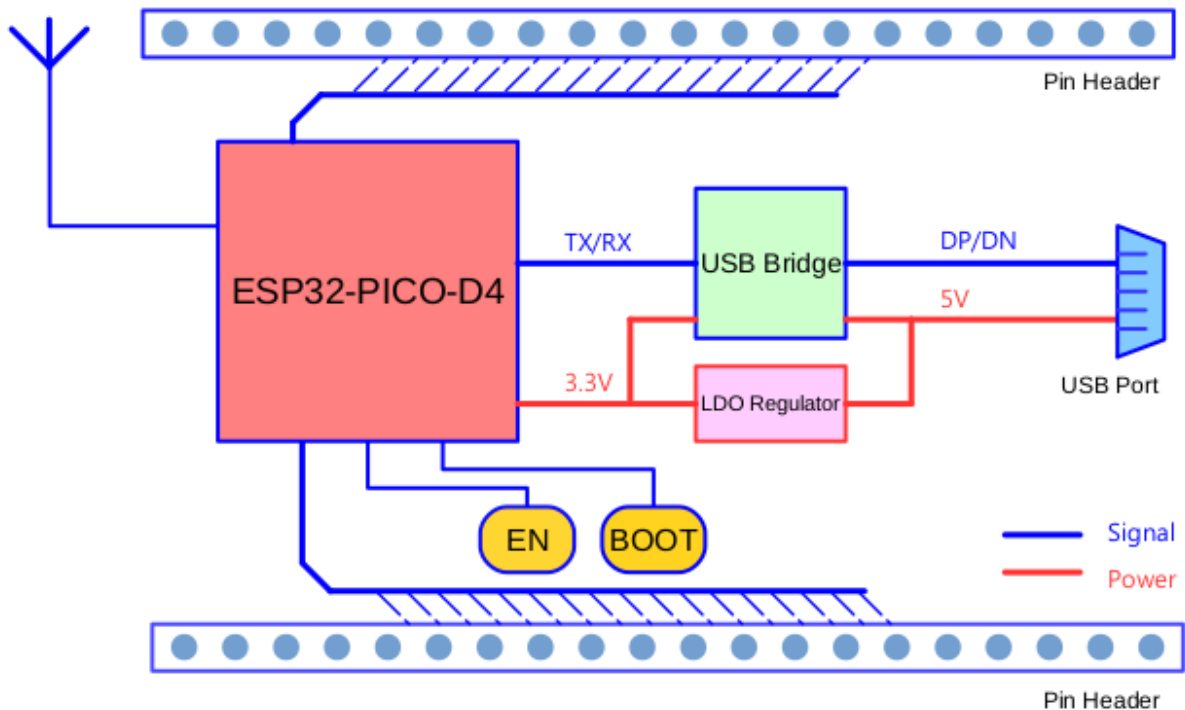 Pin Header
TX/RX
DP/DN
USB Bridge
ESP32-PICO-D4
5V
3.3V
LDO Regulator
USB Port
EN
BOOT
Signal
Power
Pin Header